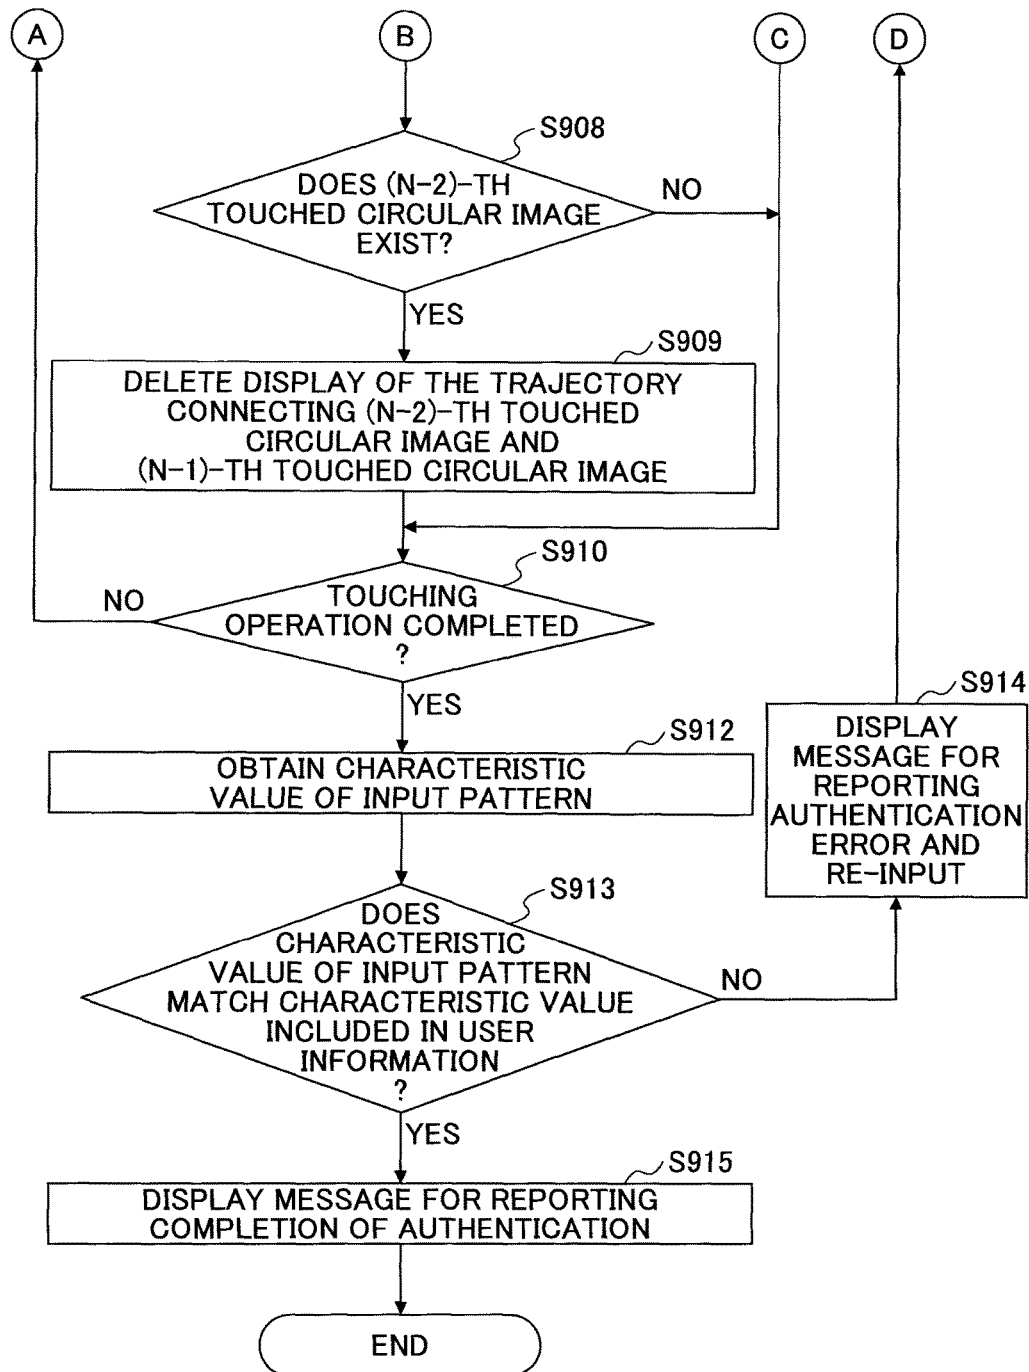 A
B
C
D
S908
DOES (N-2)-TH
TOUCHED CIRCULAR IMAGE
EXIST?
NO
YES
S909
DELETE DISPLAY OF THE TRAJECTORY
CONNECTING (N-2)-TH TOUCHED
CIRCULAR IMAGE AND
(N-1)-TH TOUCHED CIRCULAR IMAGE
S910
TOUCHING
OPERATION COMPLETED
?
NO
YES
S912
OBTAIN CHARACTERISTIC
VALUE OF INPUT PATTERN
S914
DISPLAY
MESSAGE FOR
REPORTING
AUTHENTICATION
ERROR AND
RE-INPUT
S913
DOES
CHARACTERISTIC
VALUE OF INPUT PATTERN
MATCH CHARACTERISTIC VALUE
INCLUDED IN USER
INFORMATION
?
NO
YES
S915
DISPLAY MESSAGE FOR REPORTING
COMPLETION OF AUTHENTICATION
END